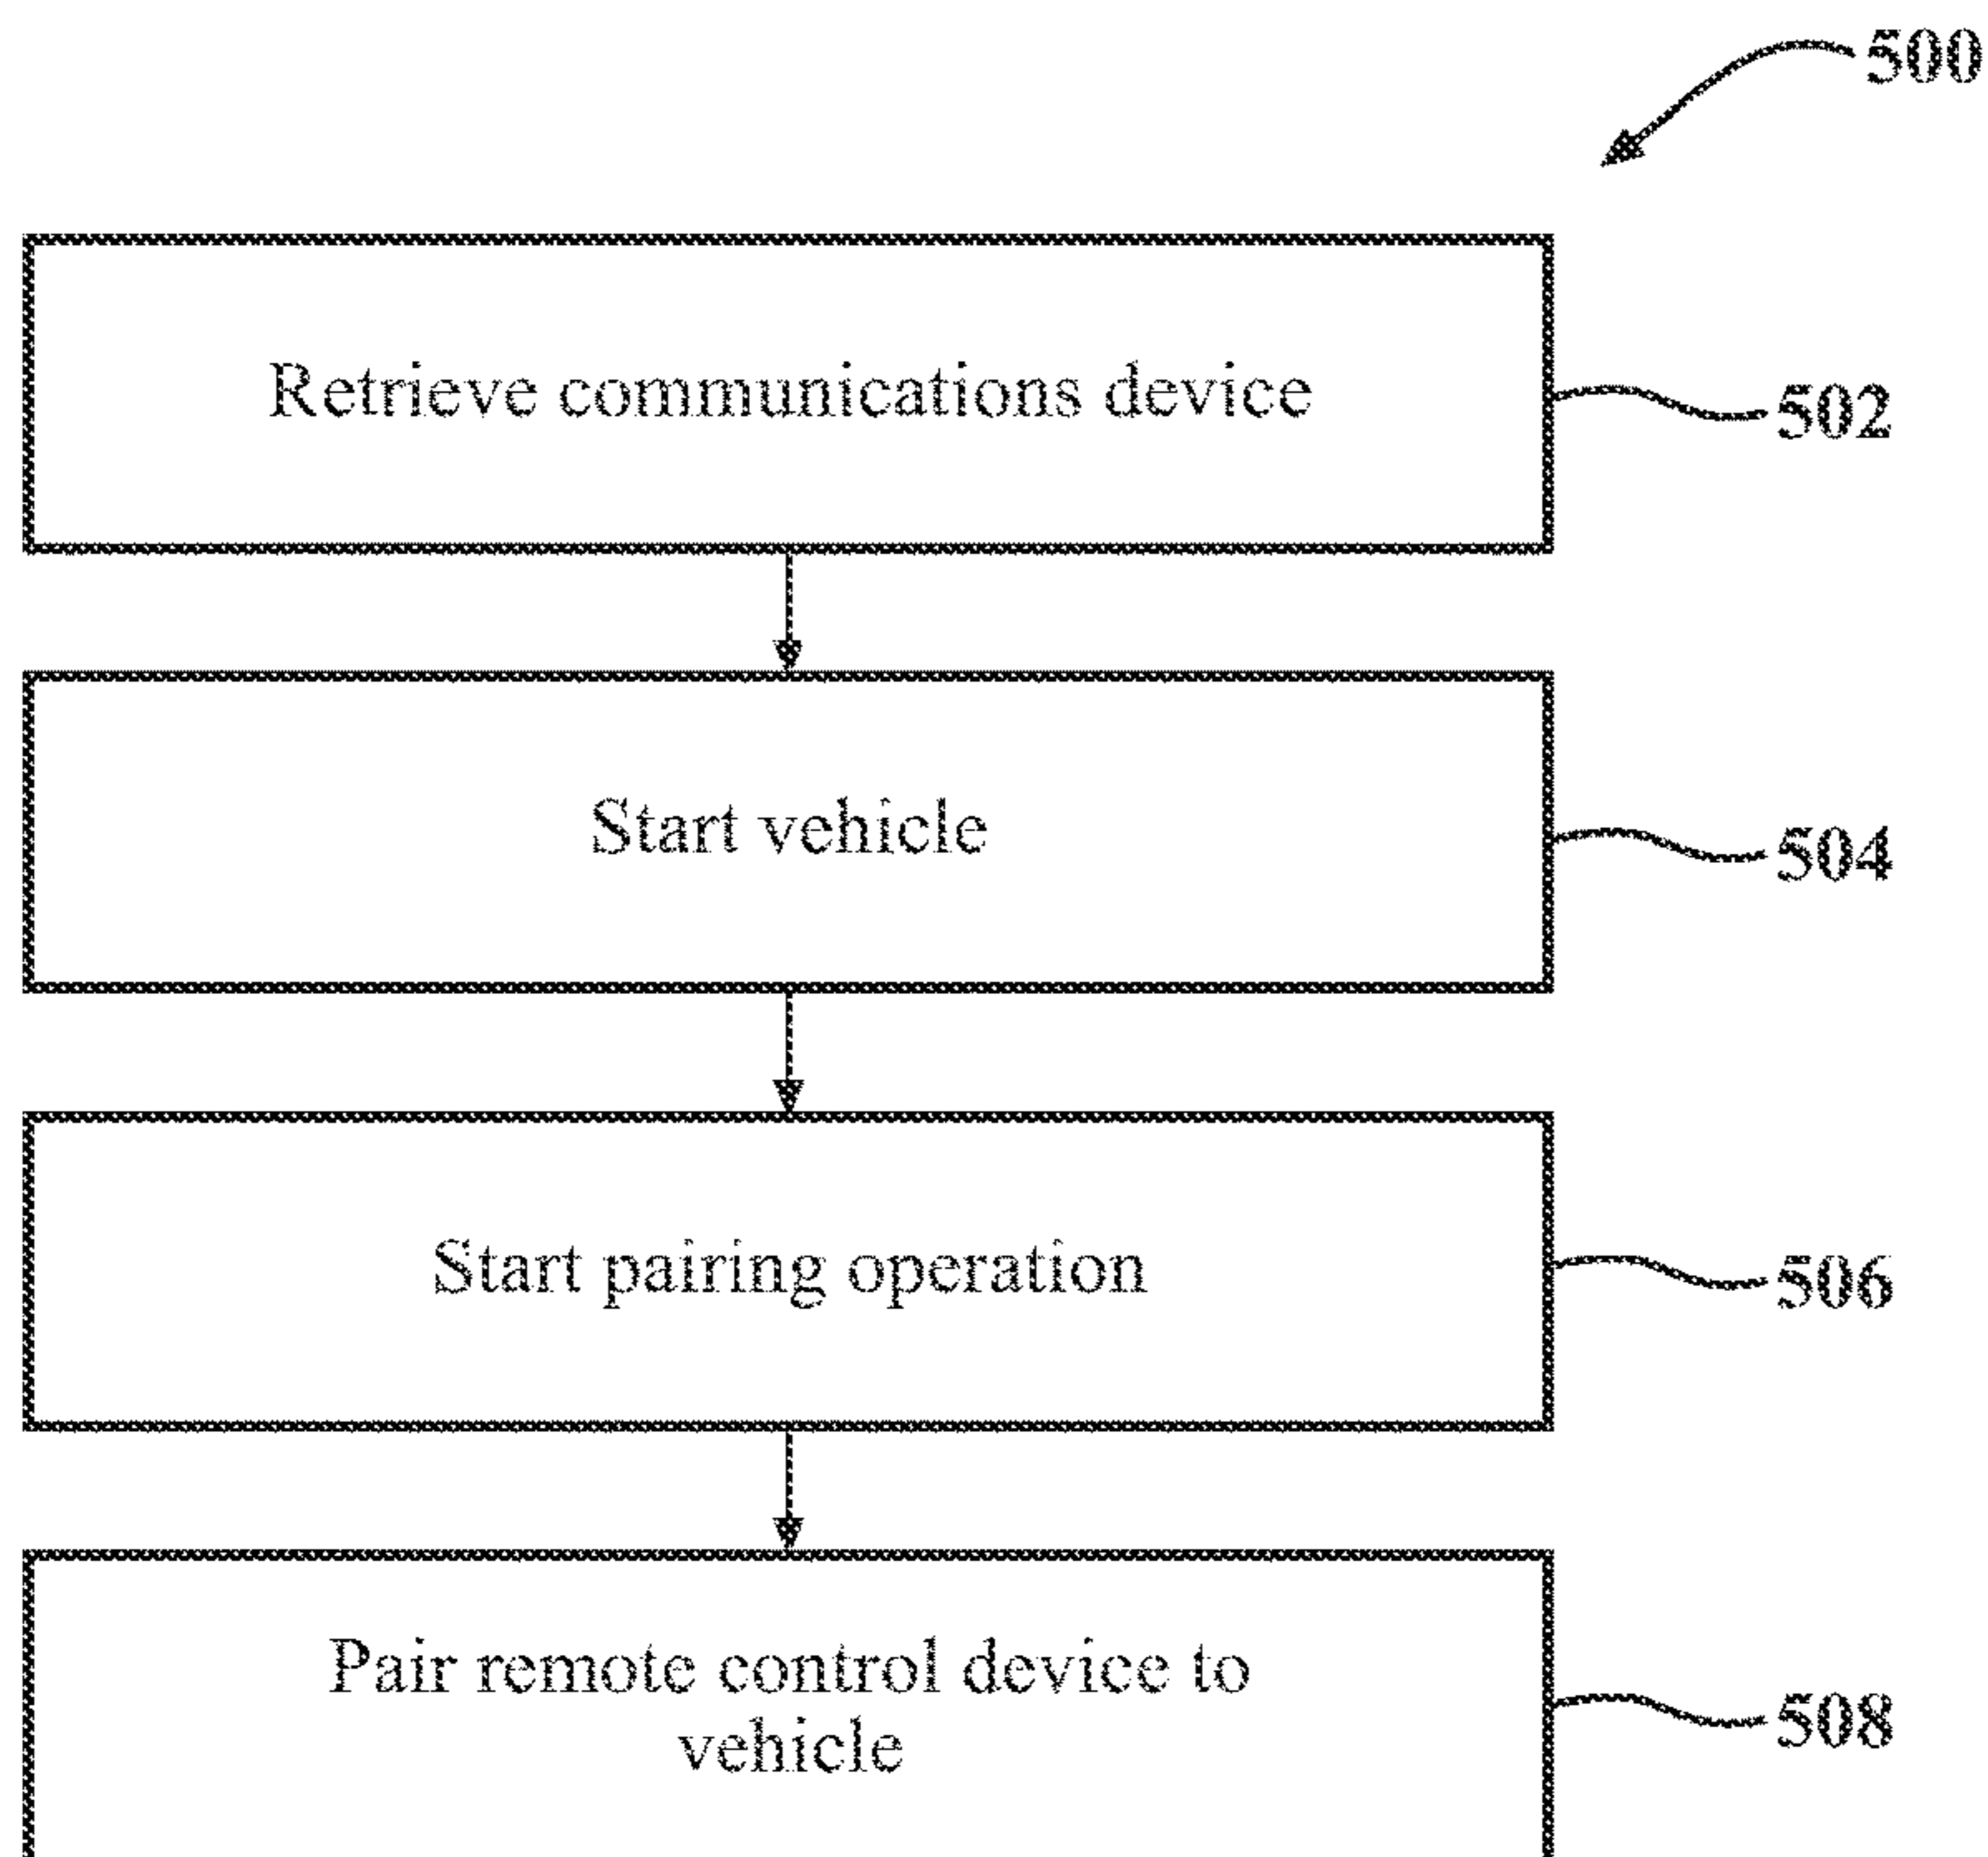 500
Retrieve communications device
502
Start vehicle
504
Start pairing operation
506
Pair remote control device to
vehicle
508